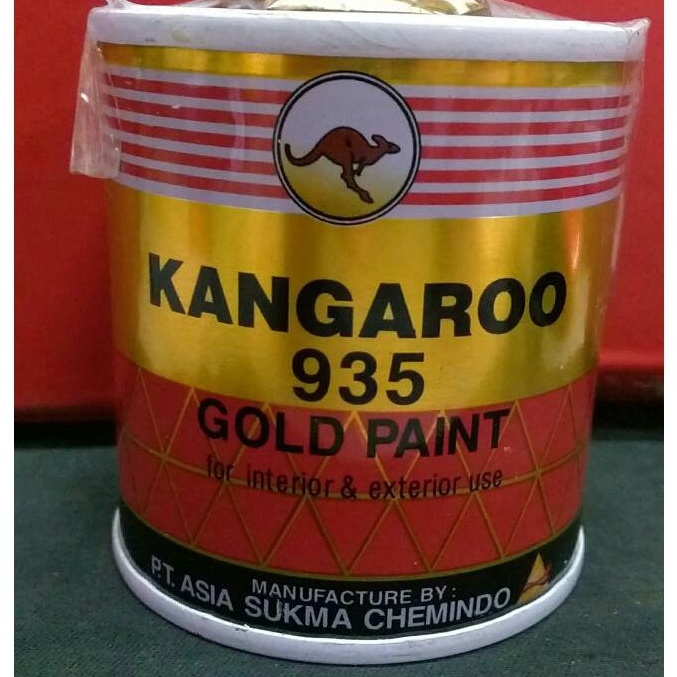 KANGAROO
935
GOLD PAINT
for interior & exterior use
MANUFACTURE BY :
P.T. ASIA SUKMA CHEMINDO